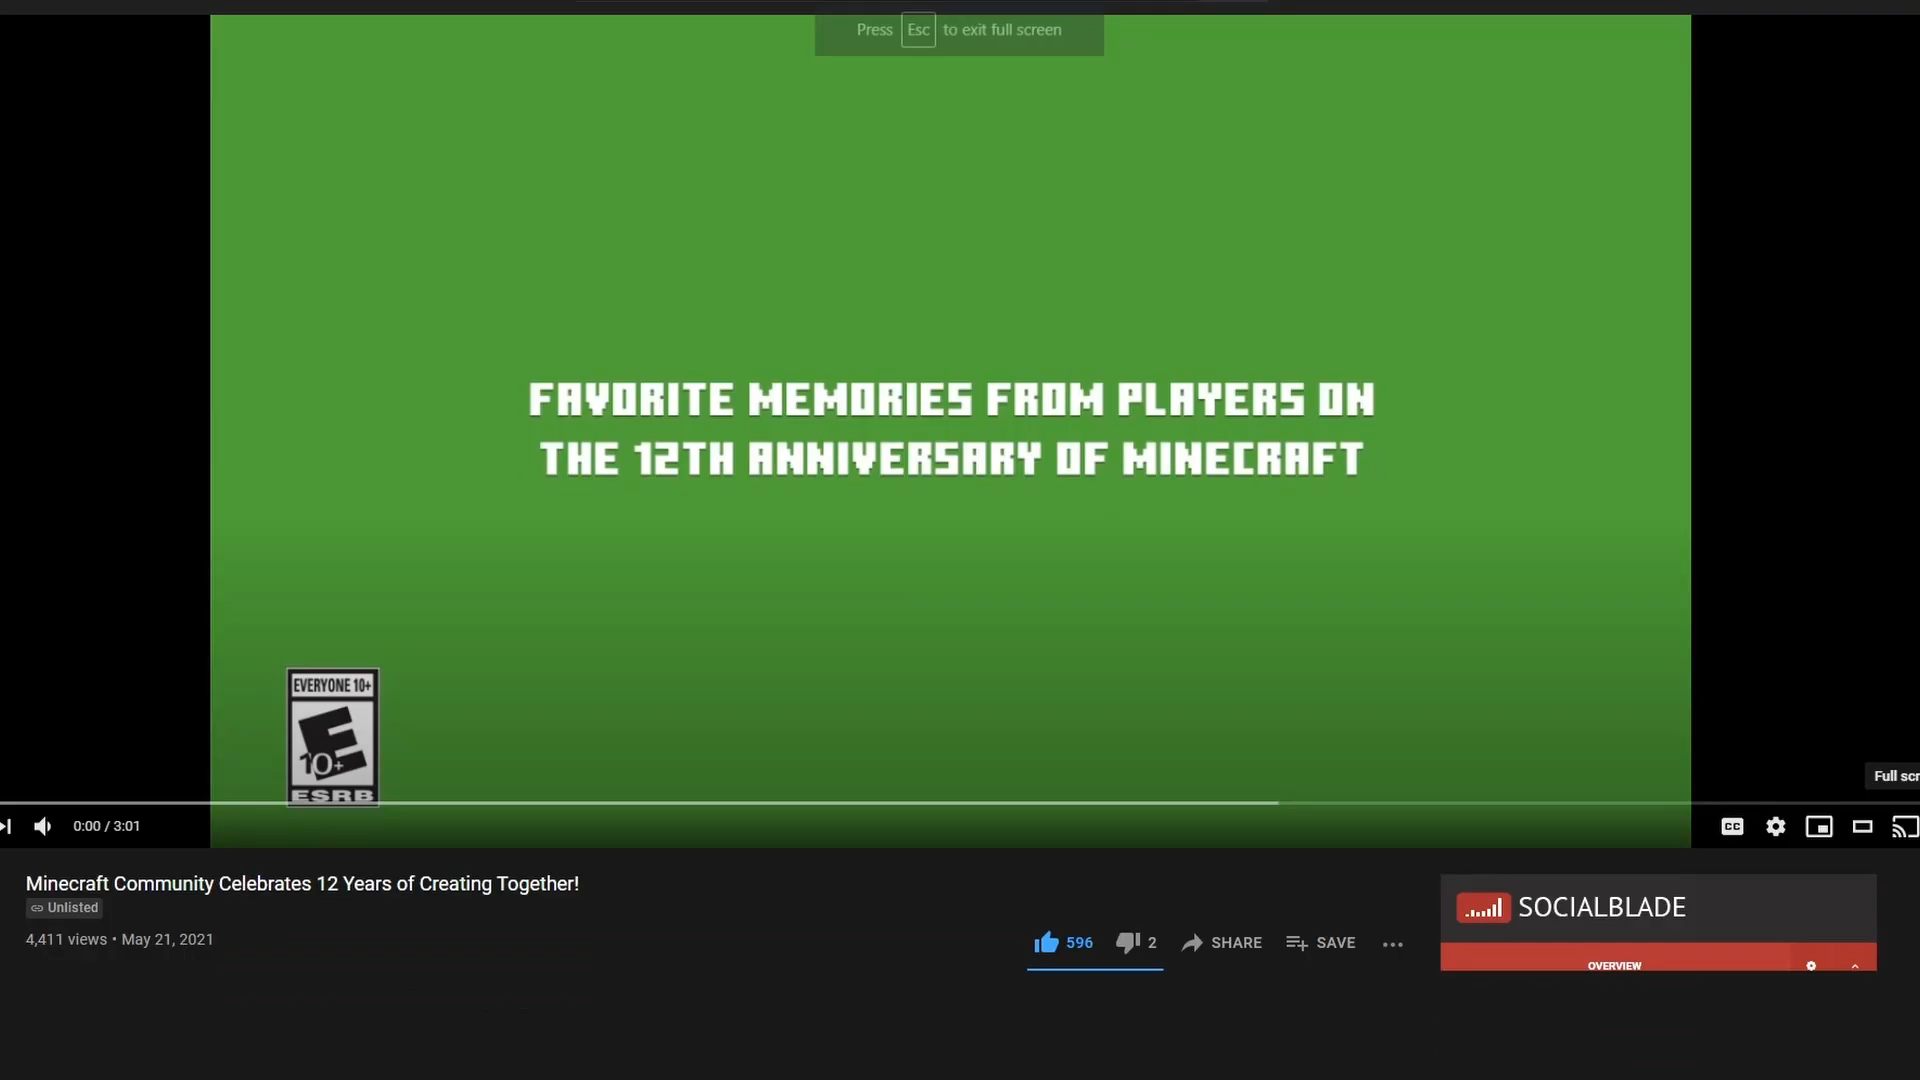 Press Esc to exit full screen
FAVORITE MEMORIES FROM PLAYERS ON
THE 12TH ANNIVERSARY OF MINECRAFT
EVERYONE 10+
E
10+
ESRB
Full scr
0:00 / 3:01
CC
Minecraft Community Celebrates 12 Years of Creating Together!
Unlisted
4,411 views • May 21, 2021
596 2 SHARE SAVE
SOCIALBLADE
OVERVIEW